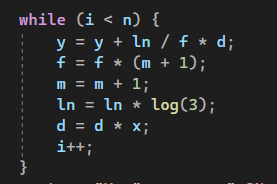 while (i < n) {
y = y + ln / f * d;
f = f * (m + 1);
m = m + 1;
ln = ln * log(3);
d = d * x;
i++;
}